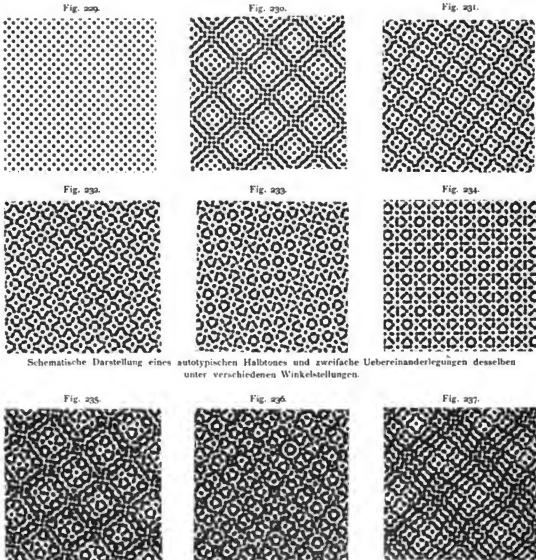 Fig. 229.
Fig. 230.
Fig. 231.
Fig. 232.
Fig. 233.
Fig. 234.
Schematische Darstellung eines autotypischen Halbtones und zweifache Uebereinanderlegungen desselben
unter verschiedenen Winkelstellungen.
Fig. 235.
Fig. 236.
Fig. 237.